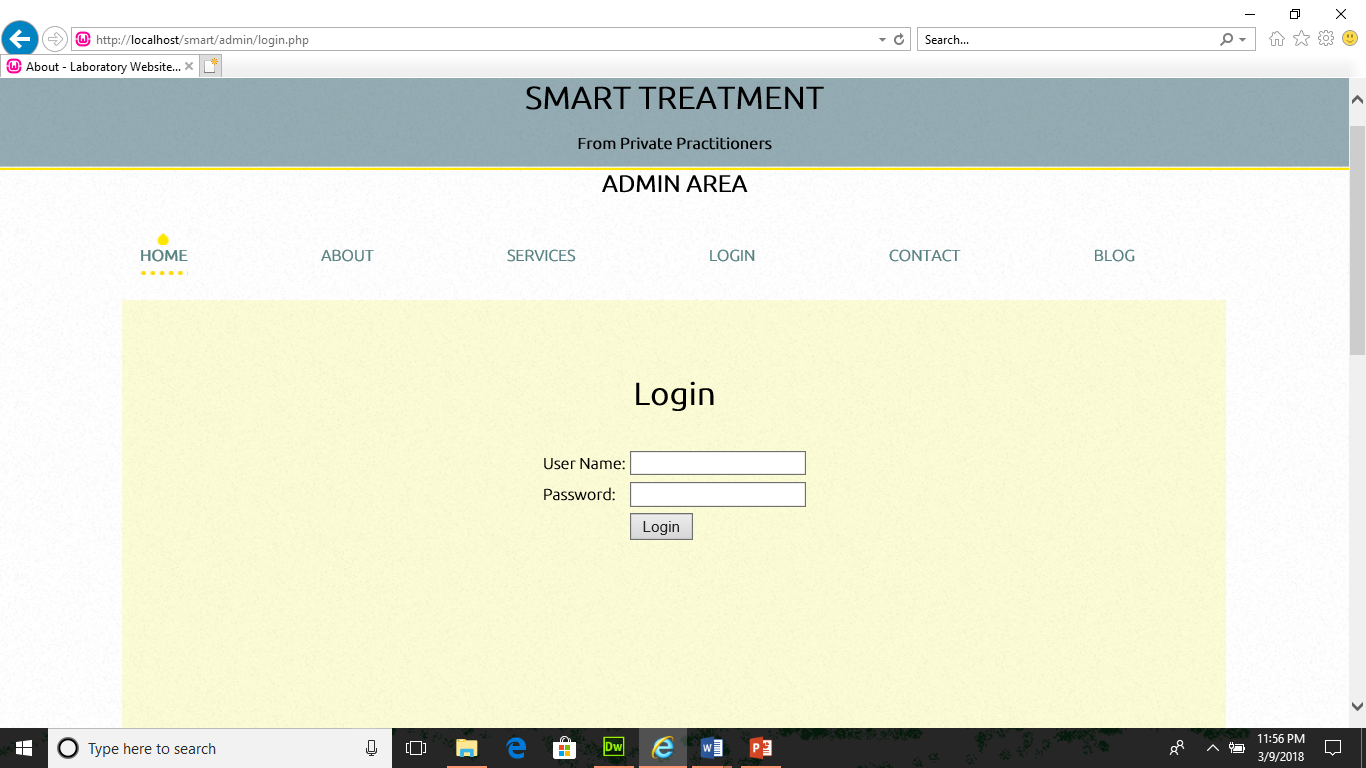 http://localhost/smart/admin/login.php
Search...
About - Laboratory Website...
SMART TREATMENT
From Private Practitioners
ADMIN AREA
HOME ABOUT SERVICES LOGIN CONTACT BLOG
Login
User Name:
Password:
Login
Type here to search
Dw
11:56 PM
3/9/2018